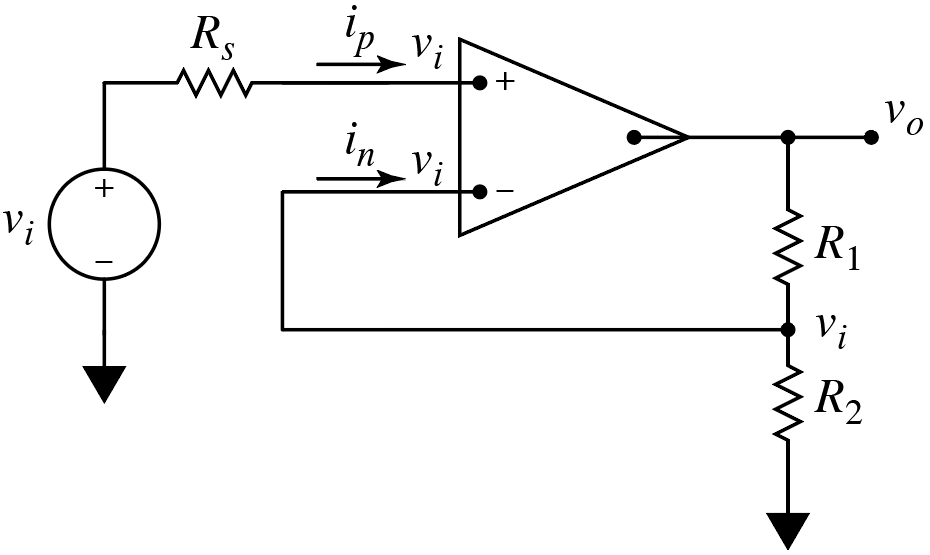 R_s
i_p
v_i
+
i_n
v_i
−
v_o
+
v_i
−
R_1
v_i
R_2